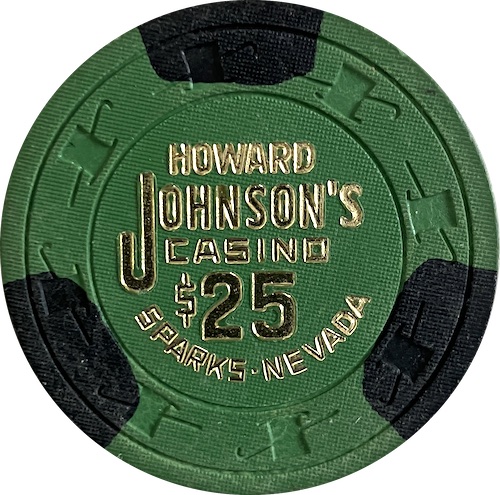 HOWARD
JOHNSON'S
CASINO
$25
SPARKS-NEVADA